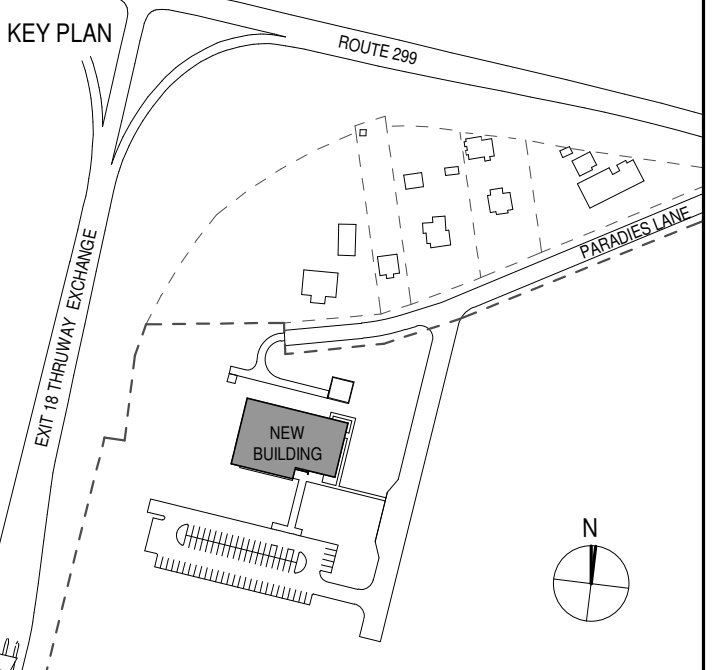 KEY PLAN
ROUTE 299
PARADIES LANE
EXIT 18 THRUWAY EXCHANGE
NEW
BUILDING
N